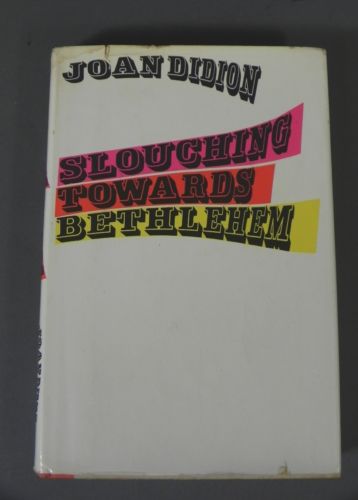 JOAN DIDION
SLOUCHING
TOWARDS
BETHLEHEM